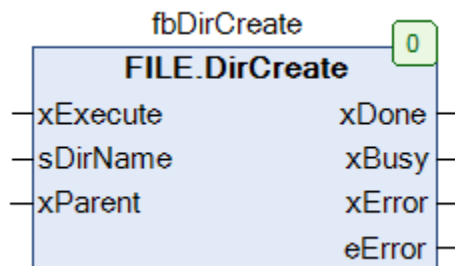 fbDirCreate
0
FILE.DirCreate
xExecute xDone
sDirName xBusy
xParent xError
eError